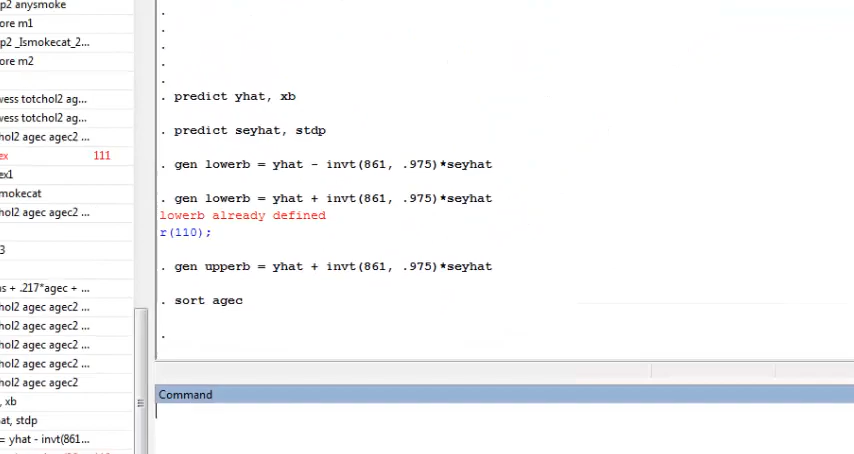 p2 anysmoke
ore m1
p2 _Ismokecat_2...
ore m2
wess totchol2 ag...
wess totchol2 ag...
hol2 agec agec2 ...
ex 111
ex1
mokecat
hol2 agec agec2 ...
3
s + .217*agec + ...
hol2 agec agec2 ...
hol2 agec agec2 ...
hol2 agec agec2 ...
hol2 agec agec2 ...
hol2 agec agec2
, xb
hat, stdp
= yhat - invt(861...
.
.
.
.
.
. predict yhat, xb
. predict seyhat, stdp
. gen lowerb = yhat - invt(861, .975)*seyhat
. gen lowerb = yhat + invt(861, .975)*seyhat
lowerb already defined
r(110);
. gen upperb = yhat + invt(861, .975)*seyhat
. sort agec
.
Command